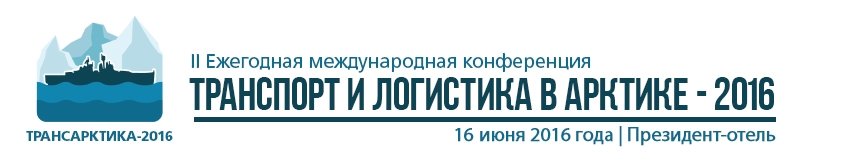 II Ежегодная международная конференция
ТРАНСПОРТ И ЛОГИСТИКА В АРКТИКЕ - 2016
16 июня 2016 года | Президент-отель
ТРАНСАРКТИКА-2016